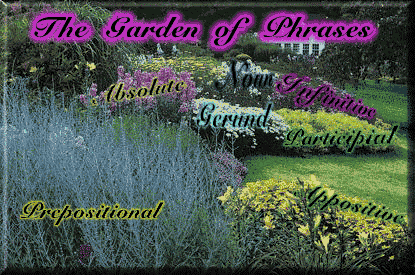 The Garden of Phrases
Noun
Absolute
Infinitive
Gerund
Participial
Prepositional
Appositive